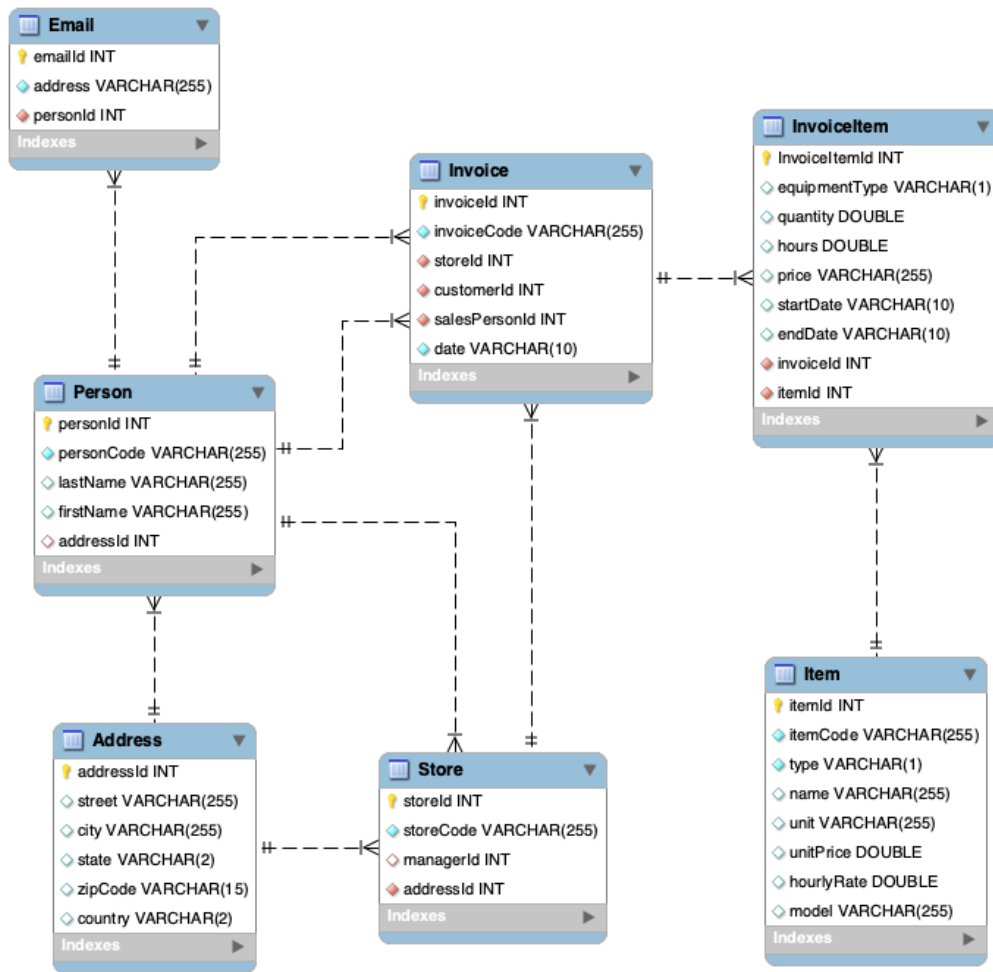 Email
emailId INT
address VARCHAR(255)
personId INT
Indexes
Invoice
invoiceId INT
invoiceCode VARCHAR(255)
storeId INT
customerId INT
salesPersonId INT
date VARCHAR(10)
Indexes
InvoiceItem
InvoiceItemId INT
equipmentType VARCHAR(1)
quantity DOUBLE
hours DOUBLE
price VARCHAR(255)
startDate VARCHAR(10)
endDate VARCHAR(10)
invoiceId INT
itemId INT
Indexes
Person
personId INT
personCode VARCHAR(255)
lastName VARCHAR(255)
firstName VARCHAR(255)
addressId INT
Indexes
Address
addressId INT
street VARCHAR(255)
city VARCHAR(255)
state VARCHAR(2)
zipCode VARCHAR(15)
country VARCHAR(2)
Indexes
Store
storeId INT
storeCode VARCHAR(255)
managerId INT
addressId INT
Indexes
Item
itemId INT
itemCode VARCHAR(255)
type VARCHAR(1)
name VARCHAR(255)
unit VARCHAR(255)
unitPrice DOUBLE
hourlyRate DOUBLE
model VARCHAR(255)
Indexes